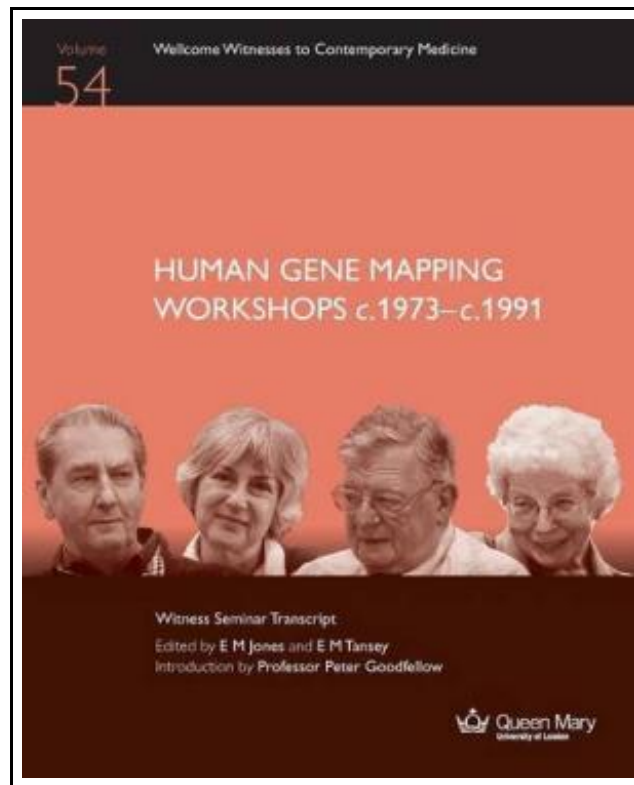 Volume
54
Wellcome Witnesses to Contemporary Medicine
HUMAN GENE MAPPING
WORKSHOPS c.1973–c.1991
Witness Seminar Transcript
Edited by E M Jones and E M Tansey
Introduction by Professor Peter Goodfellow
Queen Mary
University of London